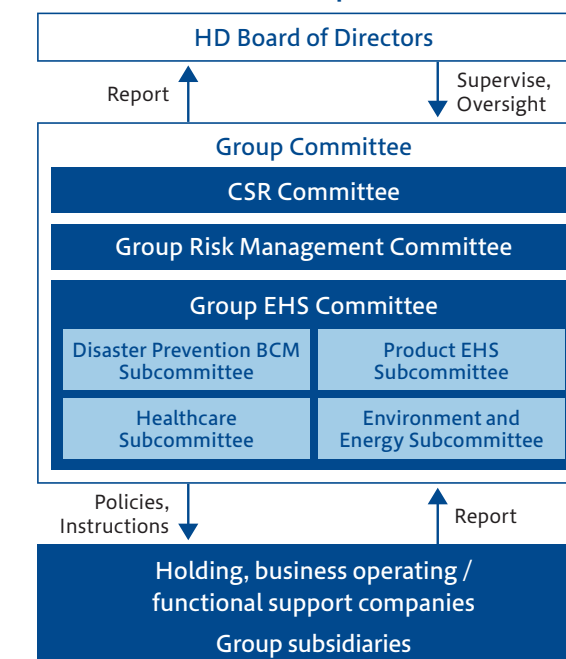 HD Board of Directors
Report
Supervise,
Oversight
Group Committee
CSR Committee
Group Risk Management Committee
Group EHS Committee
Disaster Prevention BCM
Subcommittee
Product EHS
Subcommittee
Healthcare
Subcommittee
Environment and
Energy Subcommittee
Policies,
Instructions
Report
Holding, business operating /
functional support companies
Group subsidiaries